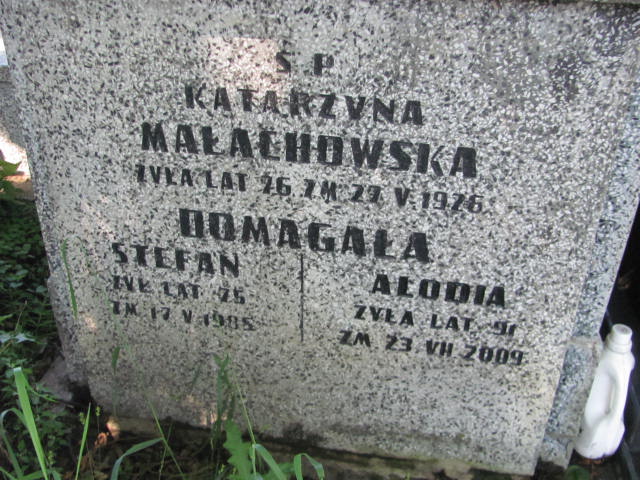 Ś P
KATARZYNA
MAŁACHOWSKA
ŻYŁA LAT 26 ZM 27 V 1926
DOMAGAŁA
STEFAN
ŻYŁ LAT 75
ZM 17 V 1985
ALODIA
ŻYŁA LAT 91
ZM 23 VII 2009